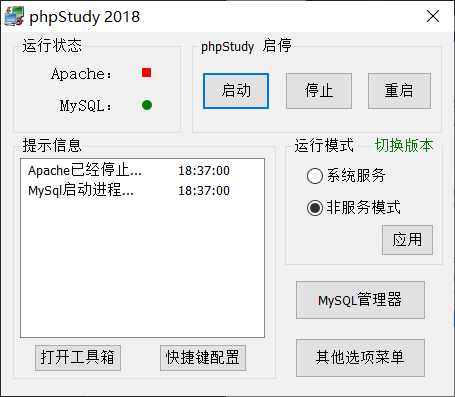 phpStudy 2018
运行状态
Apache:
MySQL:
phpStudy 启停
启动
停止
重启
提示信息
Apache已经停止... 18:37:00
MySql启动进程... 18:37:00
打开工具箱
快捷键配置
运行模式
切换版本
系统服务
非服务模式
应用
MySQL管理器
其他选项菜单